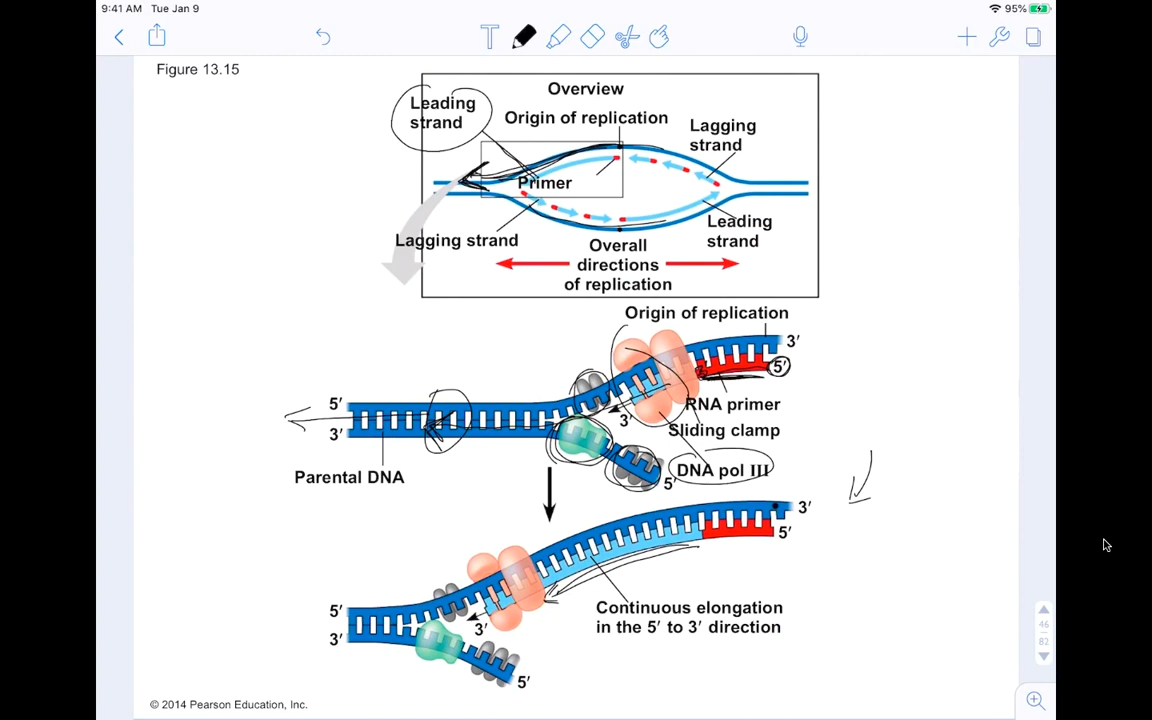 9:41 AM Tue Jan 9
95%
T
Figure 13.15
Overview
Leading
strand
Origin of replication
Lagging
strand
Primer
Lagging strand
Leading
strand
Overall
directions
of replication
Origin of replication
3′
5′
RNA primer
5′
3′
Sliding clamp
3′
Parental DNA
DNA pol III
5′
3′
5′
5′
3′
3′
Continuous elongation
in the 5′ to 3′ direction
5′
46
82
© 2014 Pearson Education, Inc.